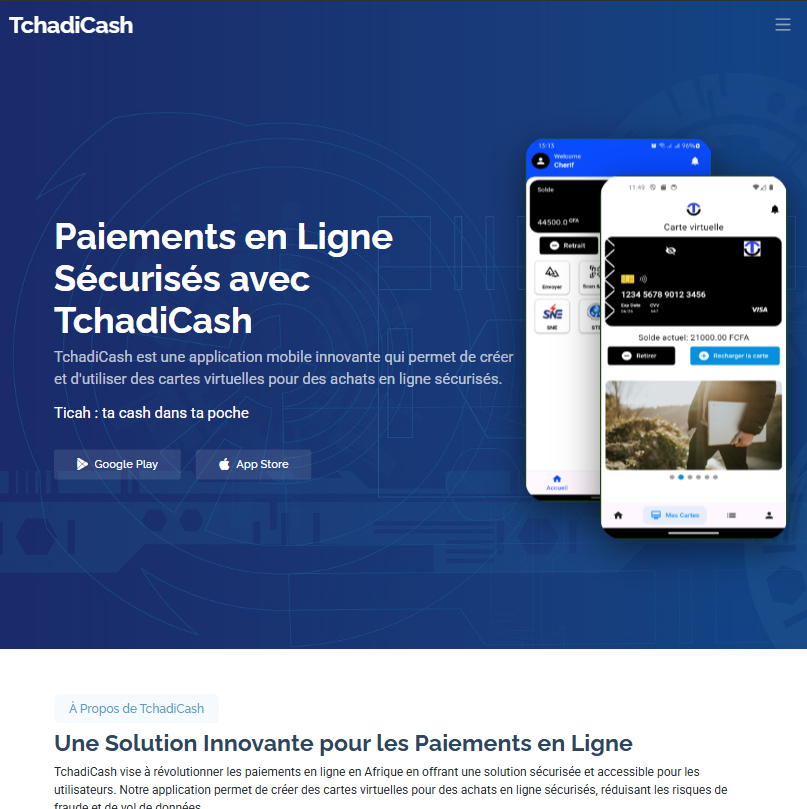 TchadiCash
Paiements en Ligne
Sécurisés avec
TchadiCash
TchadiCash est une application mobile innovante qui permet de créer
et d'utiliser des cartes virtuelles pour des achats en ligne sécurisés.
Ticah : ta cash dans ta poche
Google Play
App Store
13:13
96%
Welcome
Cherif
Solde
44500.0 CFA
Retrait
Envoyer
Scan &
SNE
SNE
STE
Accueil
11:49
Carte virtuelle
1234 5678 9012 3456
Exp Date CVV
VISA
Solde actuel: 21000.00 FCFA
Retirer
Recharger la carte
Mes Cartes
À Propos de TchadiCash
Une Solution Innovante pour les Paiements en Ligne
TchadiCash vise à révolutionner les paiements en ligne en Afrique en offrant une solution sécurisée et accessible pour les
utilisateurs. Notre application permet de créer des cartes virtuelles pour des achats en ligne sécurisés, réduisant les risques de
fraude et de vol de données.